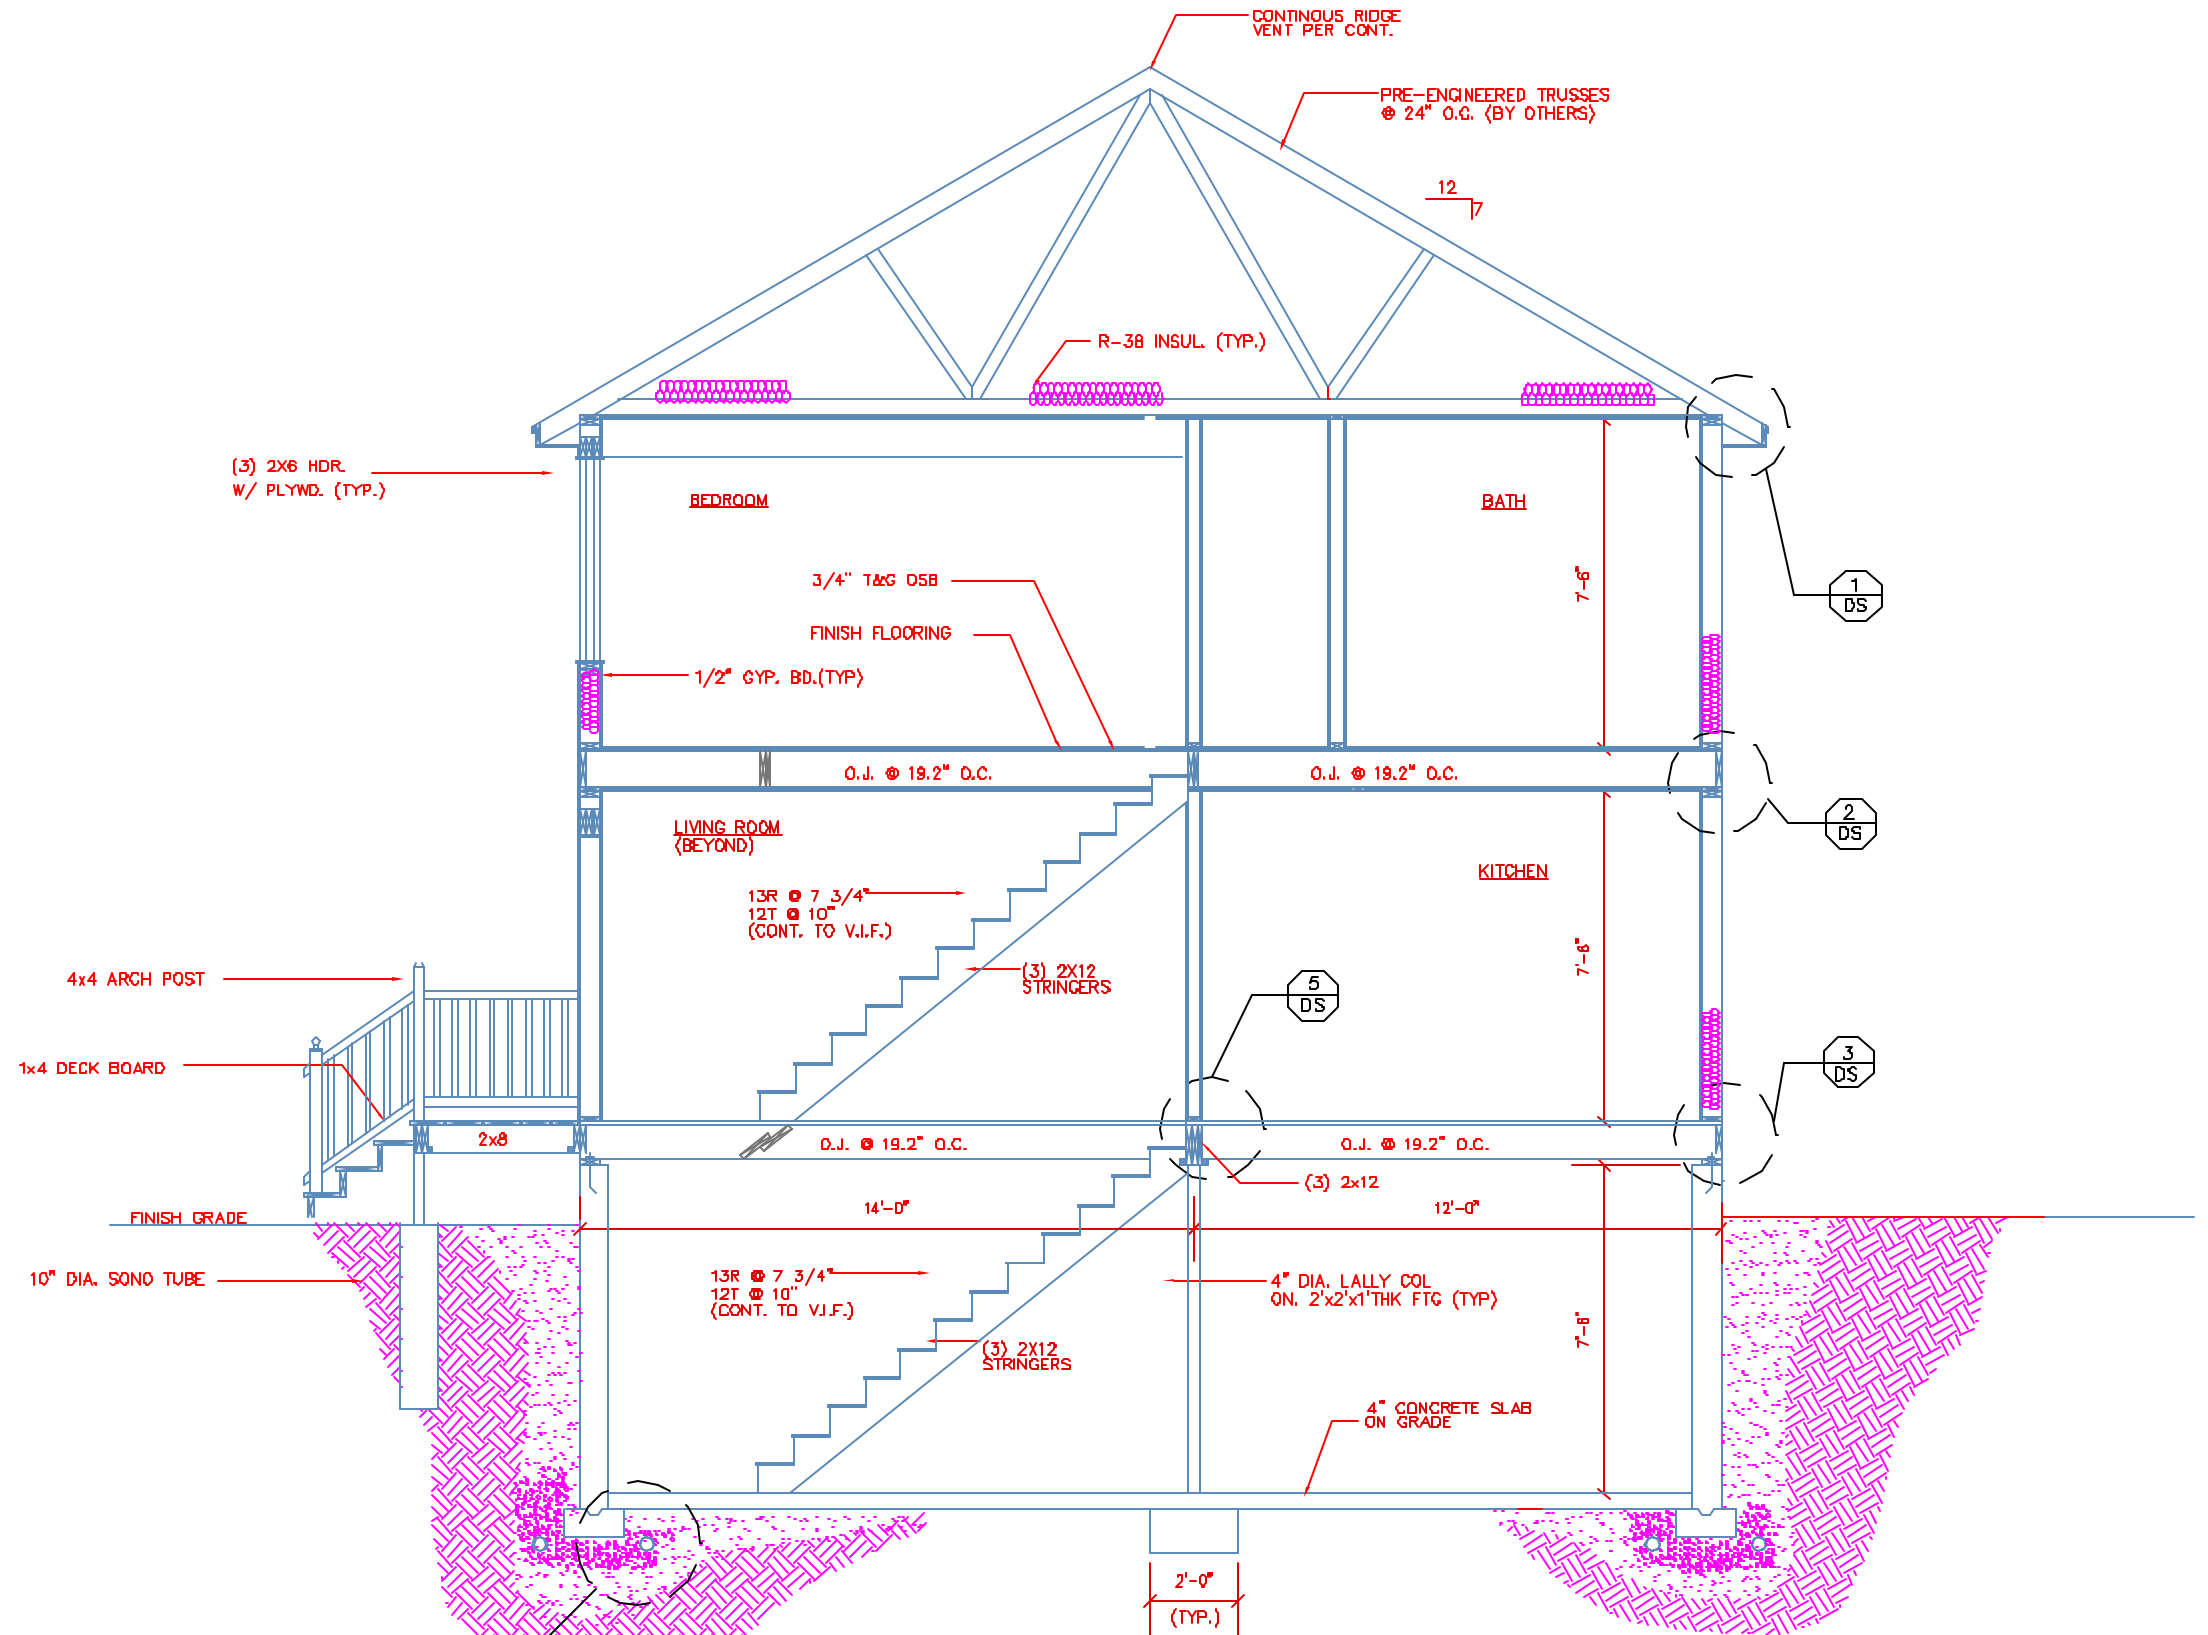 CONTINOUS RIDGE
VENT PER CONT.
PRE-ENGINEERED TRUSSES
@ 24" O.C. (BY OTHERS)
12
7
R-38 INSUL. (TYP.)
(3) 2X6 HDR.
W/ PLYWD. (TYP.)
BEDROOM
BATH
3/4" T&G OSB
7'-6"
1
DS
FINISH FLOORING
1/2" GYP. BD.(TYP)
O.J. @ 19.2" O.C.
O.J. @ 19.2" O.C.
2
DS
LIVING ROOM
(BEYOND)
KITCHEN
13R @ 7 3/4"
12T @ 10"
(CONT. TO V.I.F.)
7'-6"
4x4 ARCH POST
(3) 2X12
STRINGERS
5
DS
1x4 DECK BOARD
3
DS
2x8
O.J. @ 19.2" O.C.
O.J. @ 19.2" O.C.
(3) 2x12
FINISH GRADE
14'-0"
12'-0"
10" DIA. SONO TUBE
13R @ 7 3/4"
12T @ 10"
(CONT. TO V.I.F.)
4" DIA. LALLY COL
ON. 2'x2'x1'THK FTG (TYP)
7'-6"
(3) 2X12
STRINGERS
4" CONCRETE SLAB
ON GRADE
2'-0"
(TYP.)